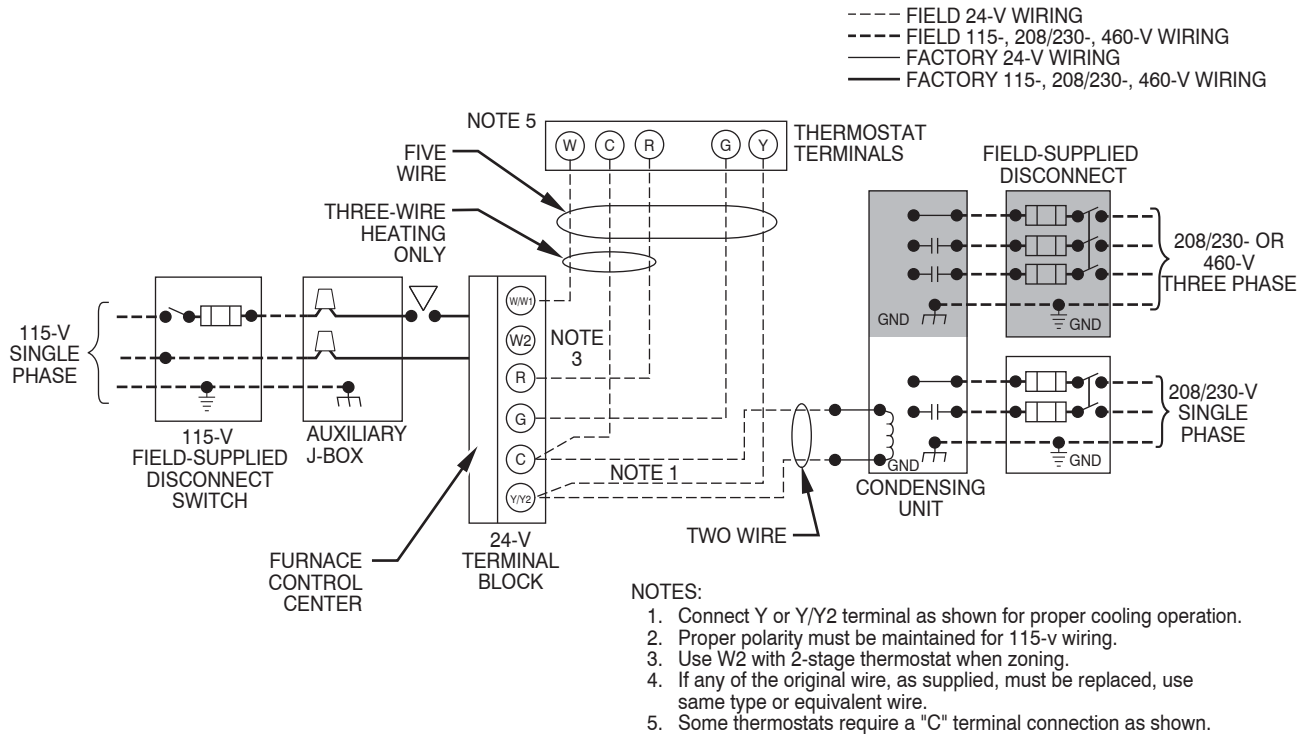 FIELD 24-V WIRING
FIELD 115-, 208/230-, 460-V WIRING
FACTORY 24-V WIRING
FACTORY 115-, 208/230-, 460-V WIRING
NOTE 5
W
C
R
G
Y
THERMOSTAT
TERMINALS
FIVE
WIRE
THREE-WIRE
HEATING
ONLY
FIELD-SUPPLIED
DISCONNECT
208/230- OR
460-V
THREE PHASE
GND
GND
115-V
SINGLE
PHASE
W/W1
W2
R
G
C
Y/Y2
NOTE
3
NOTE 1
208/230-V
SINGLE
PHASE
GND
GND
115-V
FIELD-SUPPLIED
DISCONNECT
SWITCH
AUXILIARY
J-BOX
CONDENSING
UNIT
TWO WIRE
FURNACE
CONTROL
CENTER
24-V
TERMINAL
BLOCK
NOTES:
1. Connect Y or Y/Y2 terminal as shown for proper cooling operation.
2. Proper polarity must be maintained for 115-v wiring.
3. Use W2 with 2-stage thermostat when zoning.
4. If any of the original wire, as supplied, must be replaced, use
same type or equivalent wire.
5. Some thermostats require a "C" terminal connection as shown.